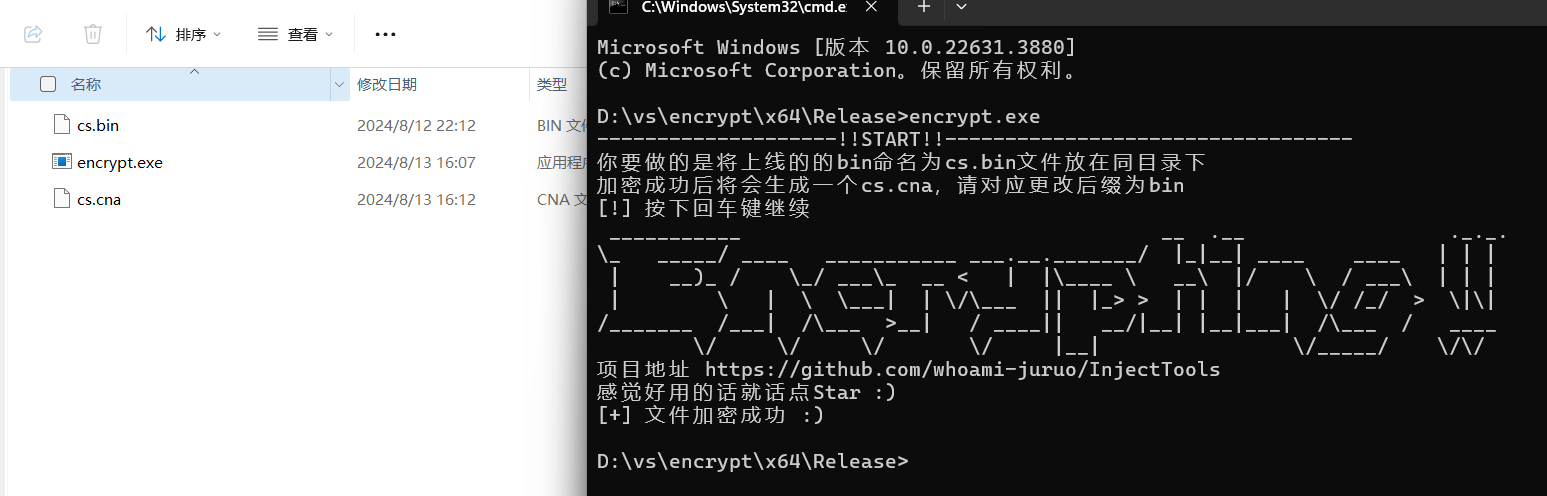 排序
查看
名称
修改日期
类型
cs.bin
2024/8/12 22:12
BIN 文
encrypt.exe
2024/8/13 16:07
应用程
cs.cna
2024/8/13 16:12
CNA 文
C:\Windows\System32\cmd.e
Microsoft Windows [版本 10.0.22631.3880]
(c) Microsoft Corporation。保留所有权利。
D:\vs\encrypt\x64\Release>encrypt.exe
--------------------!!START!!----------------------------------
你要做的是将上线的的bin命名为cs.bin文件放在同目录下
加密成功后将会生成一个cs.cna，请对应更改后缀为bin
[!] 按下回车键继续
Encrypting!!
项目地址 https://github.com/whoami-juruo/InjectTools
感觉好用的话就话点Star :)
[+] 文件加密成功 :)
D:\vs\encrypt\x64\Release>